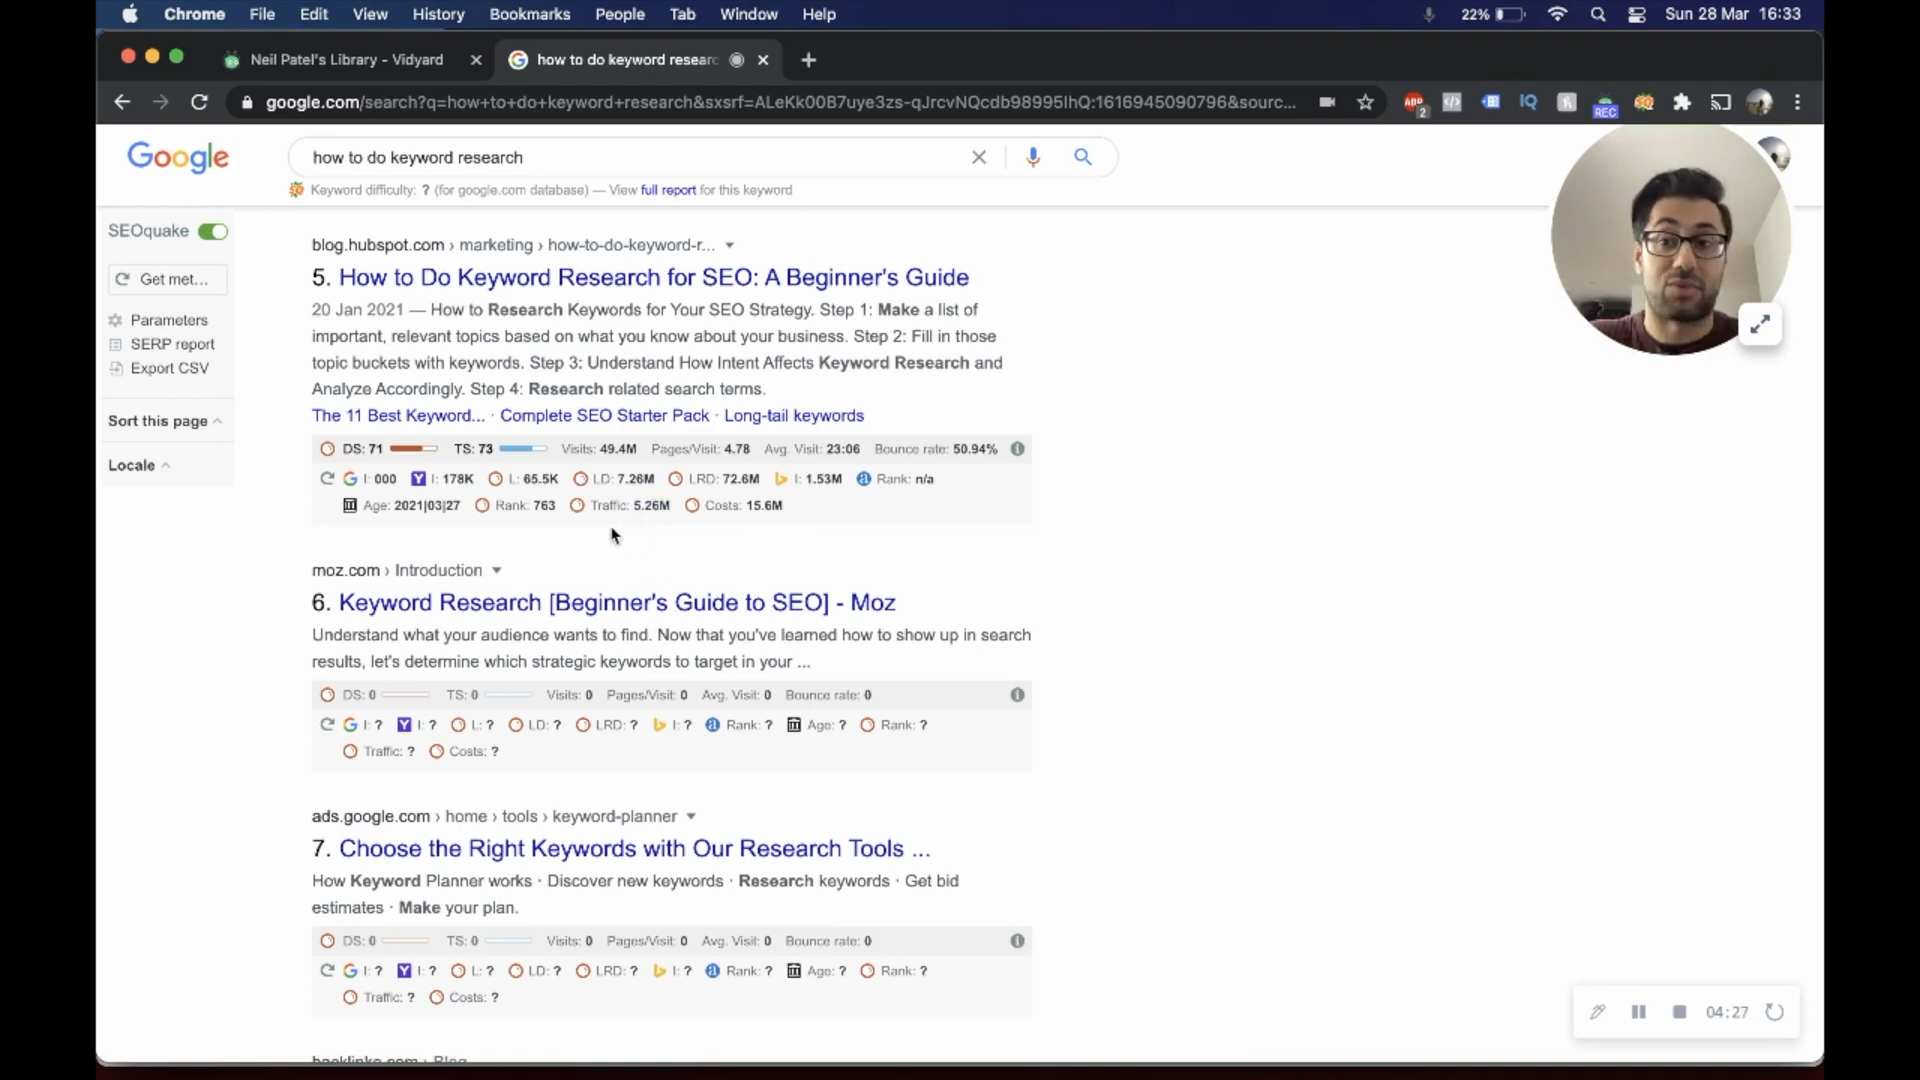 Chrome File Edit View History Bookmarks People Tab Window Help 22% Sun 28 Mar 16:33
Neil Patel's Library - Vidyard how to do keyword resear
google.com/search?q=how+to+do+keyword+research&sxsrf=ALeKk00B7uye3zs-qJrcvNQcdb98995IhQ:1616945090796&sourc... ABP 2 IQ REC
Google how to do keyword research
Keyword difficulty: ? (for google.com database) — View full report for this keyword
SEOquake
Get met...
Parameters
SERP report
Export CSV
Sort this page
Locale
blog.hubspot.com › marketing › how-to-do-keyword-r...
5. How to Do Keyword Research for SEO: A Beginner's Guide
20 Jan 2021 — How to Research Keywords for Your SEO Strategy. Step 1: Make a list of
important, relevant topics based on what you know about your business. Step 2: Fill in those
topic buckets with keywords. Step 3: Understand How Intent Affects Keyword Research and
Analyze Accordingly. Step 4: Research related search terms.
The 11 Best Keyword... · Complete SEO Starter Pack · Long-tail keywords
DS: 71 TS: 73 Visits: 49.4M Pages/Visit: 4.78 Avg. Visit: 23:06 Bounce rate: 50.94%
I: 000 I: 178K L: 65.5K LD: 7.26M LRD: 72.6M I: 1.53M Rank: n/a
Age: 2021|03|27 Rank: 763 Traffic: 5.26M Costs: 15.6M
moz.com › Introduction
6. Keyword Research [Beginner's Guide to SEO] - Moz
Understand what your audience wants to find. Now that you've learned how to show up in search
results, let's determine which strategic keywords to target in your ...
DS: 0 TS: 0 Visits: 0 Pages/Visit: 0 Avg. Visit: 0 Bounce rate: 0
I: ? I: ? L: ? LD: ? LRD: ? I: ? Rank: ? Age: ? Rank: ?
Traffic: ? Costs: ?
ads.google.com › home › tools › keyword-planner
7. Choose the Right Keywords with Our Research Tools ...
How Keyword Planner works · Discover new keywords · Research keywords · Get bid
estimates · Make your plan.
DS: 0 TS: 0 Visits: 0 Pages/Visit: 0 Avg. Visit: 0 Bounce rate: 0
I: ? I: ? L: ? LD: ? LRD: ? I: ? Rank: ? Age: ? Rank: ?
Traffic: ? Costs: ?
04:27
backlinko.com › Blog